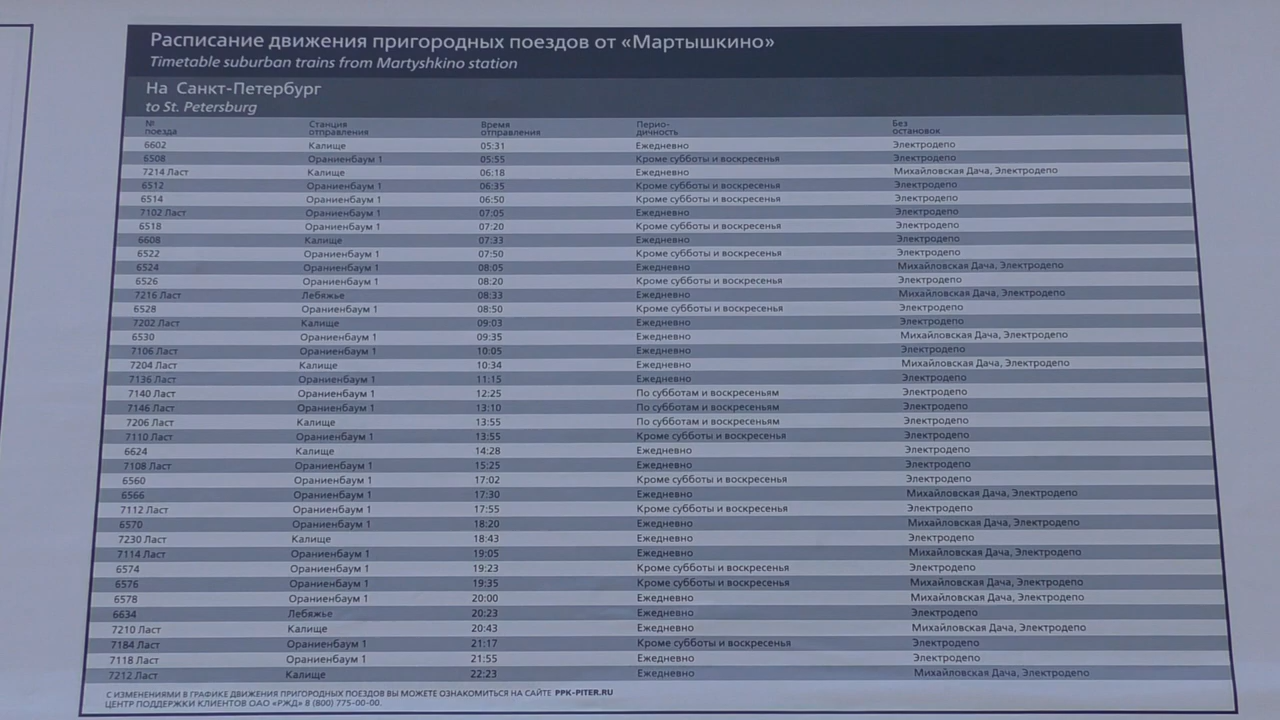 Расписание движения пригородных поездов от «Мартышкино»
Timetable suburban trains from Martyshkino station
На Санкт-Петербург
to St. Petersburg
№ поезда Станция отправления Время отправления Перио-дичность Без остановок
6602 Калище 05:31 Ежедневно Электродепо
6508 Ораниенбаум 1 05:55 Кроме субботы и воскресенья Электродепо
7214 Ласт Калище 06:18 Ежедневно Михайловская Дача, Электродепо
6512 Ораниенбаум 1 06:35 Кроме субботы и воскресенья Электродепо
6514 Ораниенбаум 1 06:50 Кроме субботы и воскресенья Электродепо
7102 Ласт Ораниенбаум 1 07:05 Ежедневно Электродепо
6518 Ораниенбаум 1 07:20 Кроме субботы и воскресенья Электродепо
6608 Калище 07:33 Ежедневно Электродепо
6522 Ораниенбаум 1 07:50 Кроме субботы и воскресенья Электродепо
6524 Ораниенбаум 1 08:05 Ежедневно Михайловская Дача, Электродепо
6526 Ораниенбаум 1 08:20 Кроме субботы и воскресенья Электродепо
7216 Ласт Лебяжье 08:33 Ежедневно Михайловская Дача, Электродепо
6528 Ораниенбаум 1 08:50 Кроме субботы и воскресенья Электродепо
7202 Ласт Калище 09:03 Ежедневно Электродепо
6530 Ораниенбаум 1 09:35 Ежедневно Михайловская Дача, Электродепо
7106 Ласт Ораниенбаум 1 10:05 Ежедневно Электродепо
7204 Ласт Калище 10:34 Ежедневно Михайловская Дача, Электродепо
7136 Ласт Ораниенбаум 1 11:15 Ежедневно Электродепо
7140 Ласт Ораниенбаум 1 12:25 По субботам и воскресеньям Электродепо
7146 Ласт Ораниенбаум 1 13:10 По субботам и воскресеньям Электродепо
7206 Ласт Калище 13:55 По субботам и воскресеньям Электродепо
7110 Ласт Ораниенбаум 1 13:55 Кроме субботы и воскресенья Электродепо
6624 Калище 14:28 Ежедневно Электродепо
7108 Ласт Ораниенбаум 1 15:25 Ежедневно Электродепо
6560 Ораниенбаум 1 17:02 Кроме субботы и воскресенья Электродепо
6566 Ораниенбаум 1 17:30 Ежедневно Михайловская Дача, Электродепо
7112 Ласт Ораниенбаум 1 17:55 Кроме субботы и воскресенья Электродепо
6570 Ораниенбаум 1 18:20 Ежедневно Михайловская Дача, Электродепо
7230 Ласт Калище 18:43 Ежедневно Электродепо
7114 Ласт Ораниенбаум 1 19:05 Ежедневно Михайловская Дача, Электродепо
6574 Ораниенбаум 1 19:23 Кроме субботы и воскресенья Электродепо
6576 Ораниенбаум 1 19:35 Кроме субботы и воскресенья Михайловская Дача, Электродепо
6578 Ораниенбаум 1 20:00 Ежедневно Михайловская Дача, Электродепо
6634 Лебяжье 20:23 Ежедневно Электродепо
7210 Ласт Калище 20:43 Ежедневно Михайловская Дача, Электродепо
7184 Ласт Ораниенбаум 1 21:17 Кроме субботы и воскресенья Электродепо
7118 Ласт Ораниенбаум 1 21:55 Ежедневно Электродепо
7212 Ласт Калище 22:23 Ежедневно Михайловская Дача, Электродепо
С ИЗМЕНЕНИЯМИ В ГРАФИКЕ ДВИЖЕНИЯ ПРИГОРОДНЫХ ПОЕЗДОВ ВЫ МОЖЕТЕ ОЗНАКОМИТЬСЯ НА САЙТЕ PPK-PITER.RU
ЦЕНТР ПОДДЕРЖКИ КЛИЕНТОВ ОАО «РЖД» 8 (800) 775-00-00.